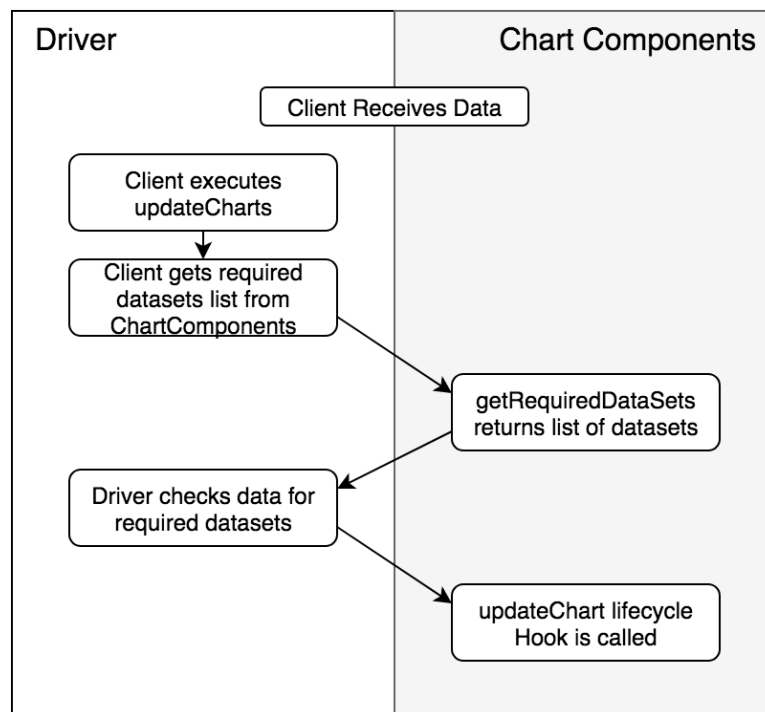 Driver
Chart Components
Client Receives Data
Client executes
updateCharts
Client gets required
datasets list from
ChartComponents
getRequiredDataSets
returns list of datasets
Driver checks data for
required datasets
updateChart lifecycle
Hook is called